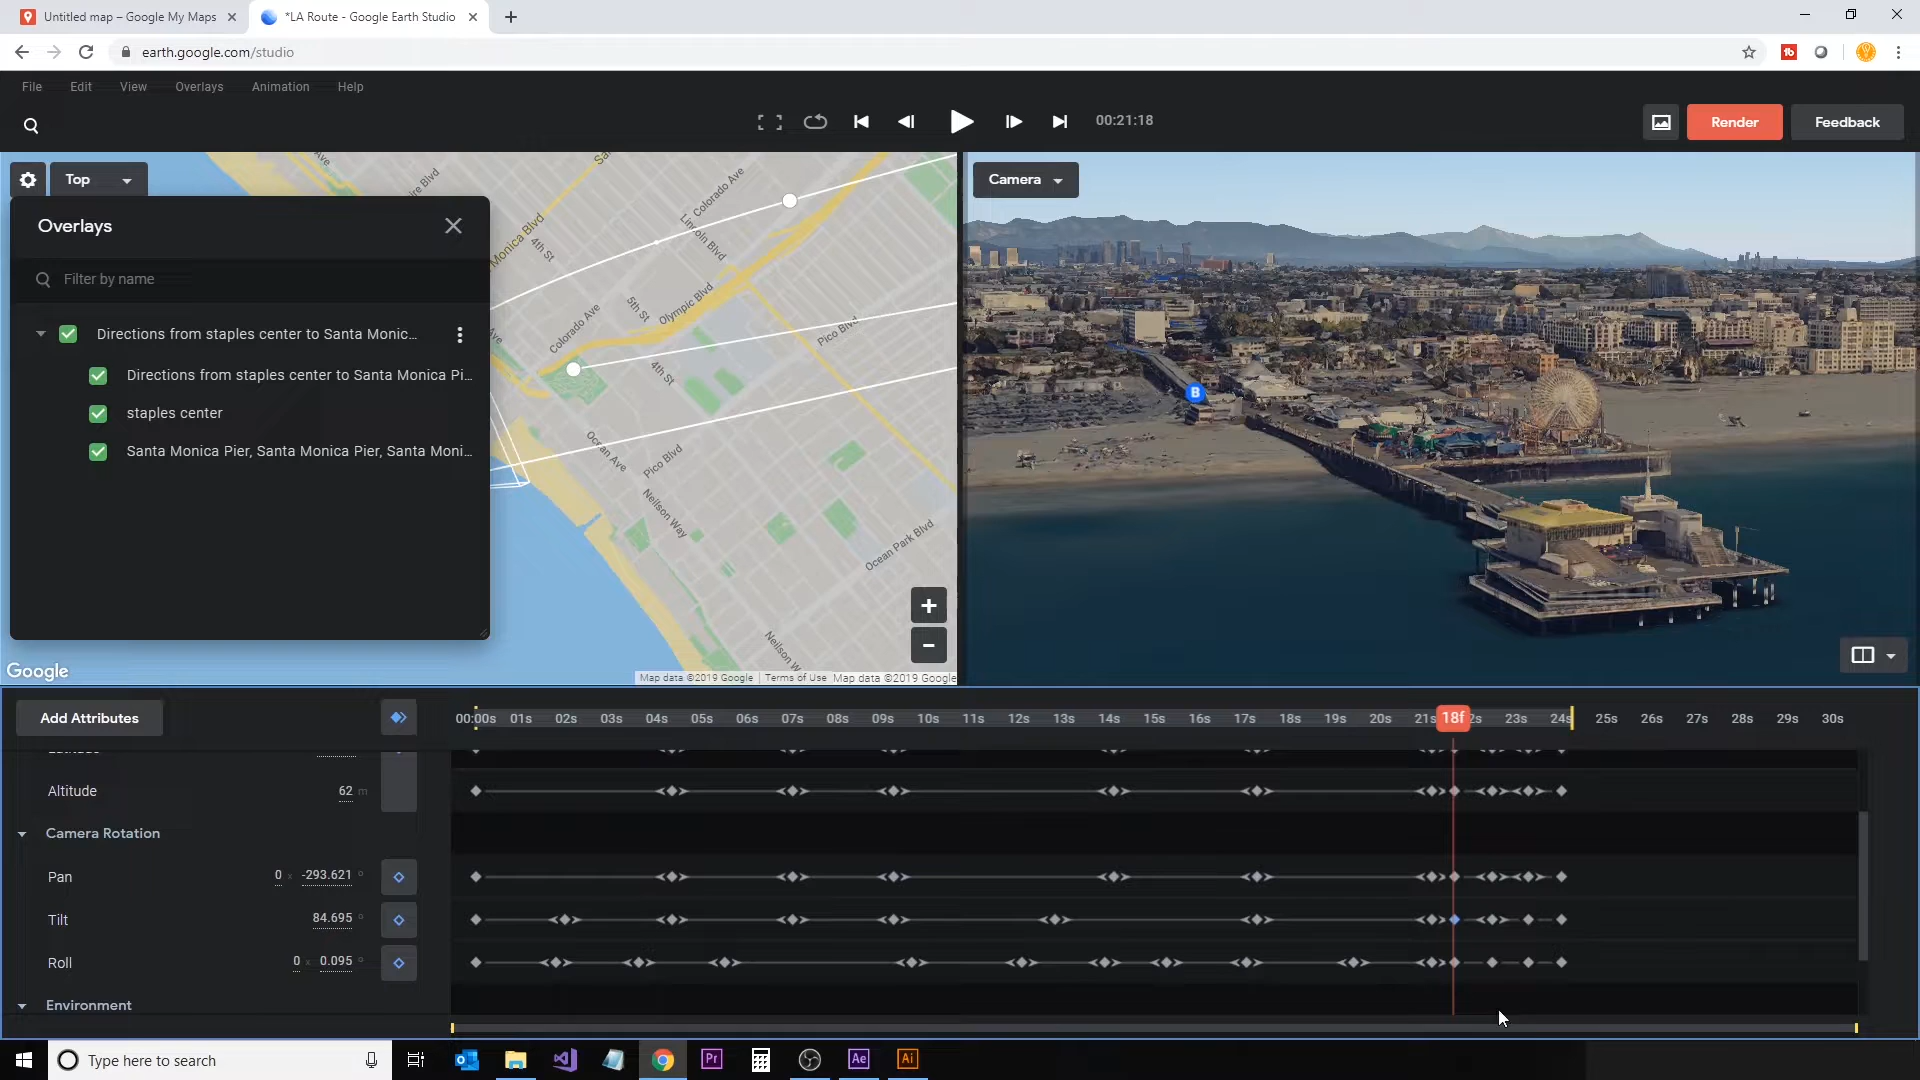 Untitled map – Google My Maps
*LA Route - Google Earth Studio
earth.google.com/studio
File Edit View Overlays Animation Help
00:21:18
Render
Feedback
Top
Camera
Overlays
Filter by name
Directions from staples center to Santa Monic...
Directions from staples center to Santa Monica Pi...
staples center
Santa Monica Pier, Santa Monica Pier, Santa Moni...
Colorado Ave
Lincoln Blvd
Monica Blvd
4th St
5th St
Olympic Blvd
Colorado Ave
Pico Blvd
4th St
Ocean Ave
Pico Blvd
Neilson Way
Ocean Park Blvd
Neilson W
B
Google
Map data ©2019 Google Terms of Use Map data ©2019 Google
Add Attributes
00:00s 01s 02s 03s 04s 05s 06s 07s 08s 09s 10s 11s 12s 13s 14s 15s 16s 17s 18s 19s 20s 21s 18f 2s 23s 24s 25s 26s 27s 28s 29s 30s
Altitude 62 m
Camera Rotation
Pan 0 x -293.621 °
Tilt 84.695 °
Roll 0 x 0.095 °
Environment
Type here to search
Pr
Ae
Ai